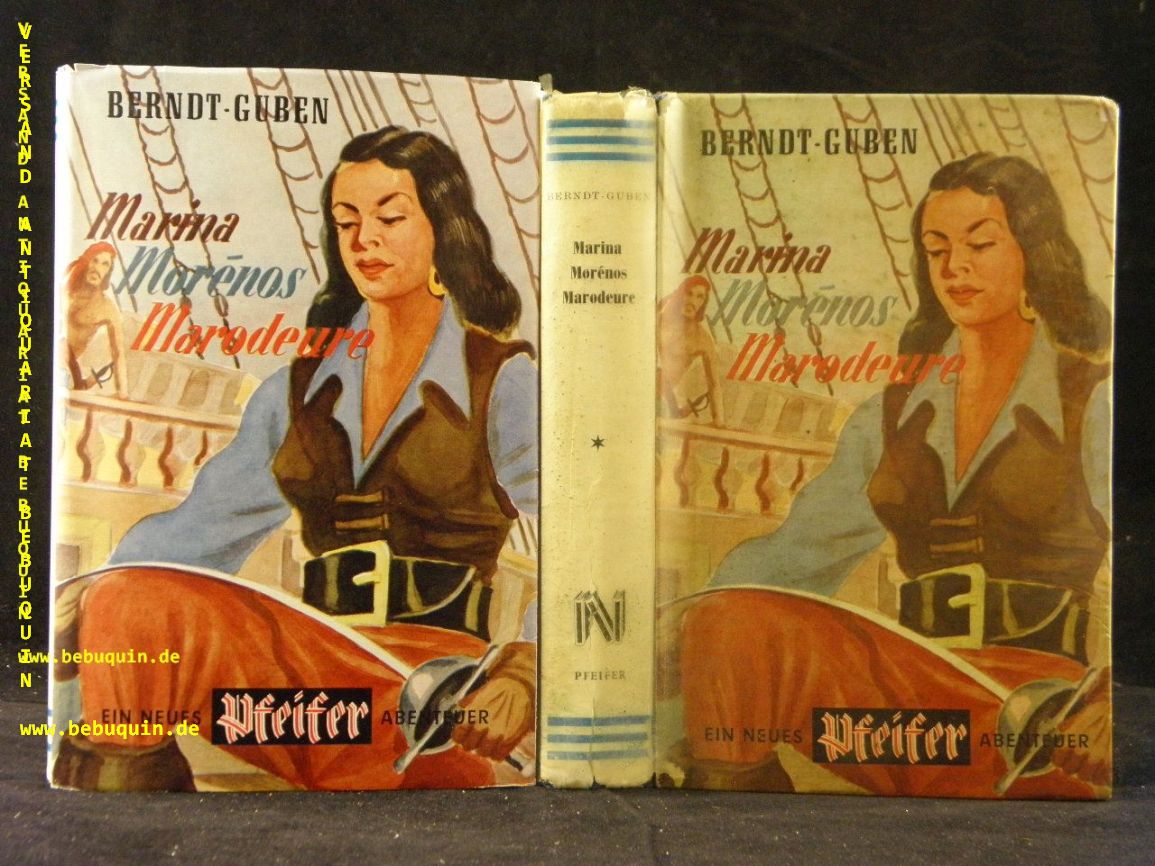 VERSAND ANTIQUARIAT BEBUQUIN
BERNDT-GUBEN
Marina
Morénos
Marodeure
EIN NEUES Pfeifer ABENTEUER
www.bebuquin.de
www.bebuquin.de
BERNDT-GUBEN
Marina
Morénos
Marodeure
PFEIFER
BERNDT-GUBEN
Marina
Morénos
Marodeure
EIN NEUES Pfeifer ABENTEUER